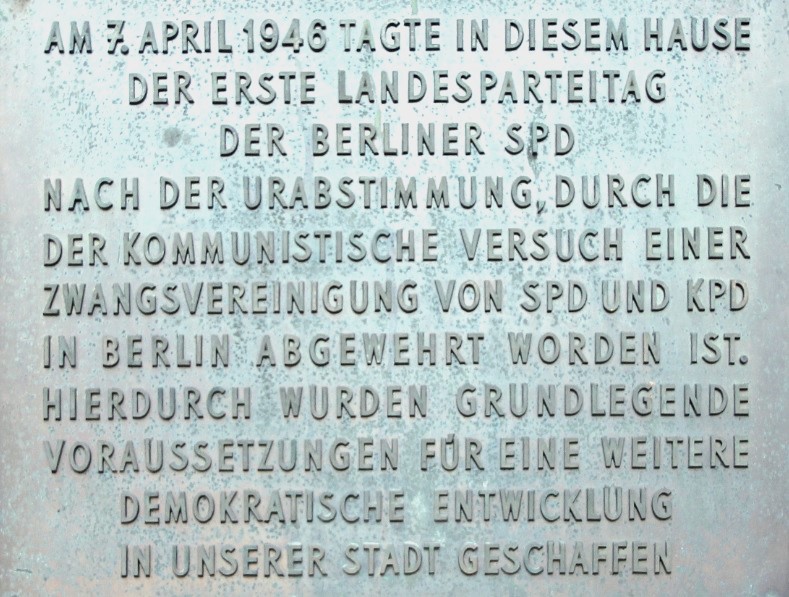 AM 7. APRIL 1946 TAGTE IN DIESEM HAUSE
DER ERSTE LANDESPARTEITAG
DER BERLINER SPD
NACH DER URABSTIMMUNG, DURCH DIE
DER KOMMUNISTISCHE VERSUCH EINER
ZWANGSVEREINIGUNG VON SPD UND KPD
IN BERLIN ABGEWEHRT WORDEN IST.
HIERDURCH WURDEN GRUNDLEGENDE
VORAUSSETZUNGEN FÜR EINE WEITERE
DEMOKRATISCHE ENTWICKLUNG
IN UNSERER STADT GESCHAFFEN